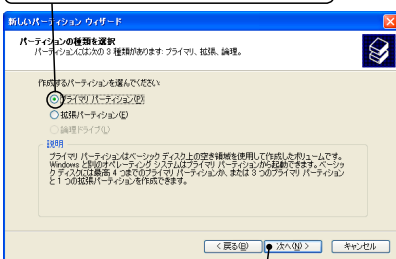 新しいパーティション ウィザード
パーティションの種類を選択
パーティションには次の 3 種類があります: プライマリ、拡張、論理。
作成するパーティションを選んでください:
プライマリ パーティション(P)
拡張パーティション(E)
論理ドライブ(L)
説明
プライマリ パーティションはベーシック ディスク上の空き領域を使用して作成したボリュームです。
Windows と別のオペレーティング システムはプライマリ パーティションから起動できます。ベーシッ
ク ディスクには最高 4 つまでのプライマリ パーティションか、または 3 つのプライマリ パーティション
と 1 つの拡張パーティションを作成できます。
< 戻る(B) 次へ(N) > キャンセル